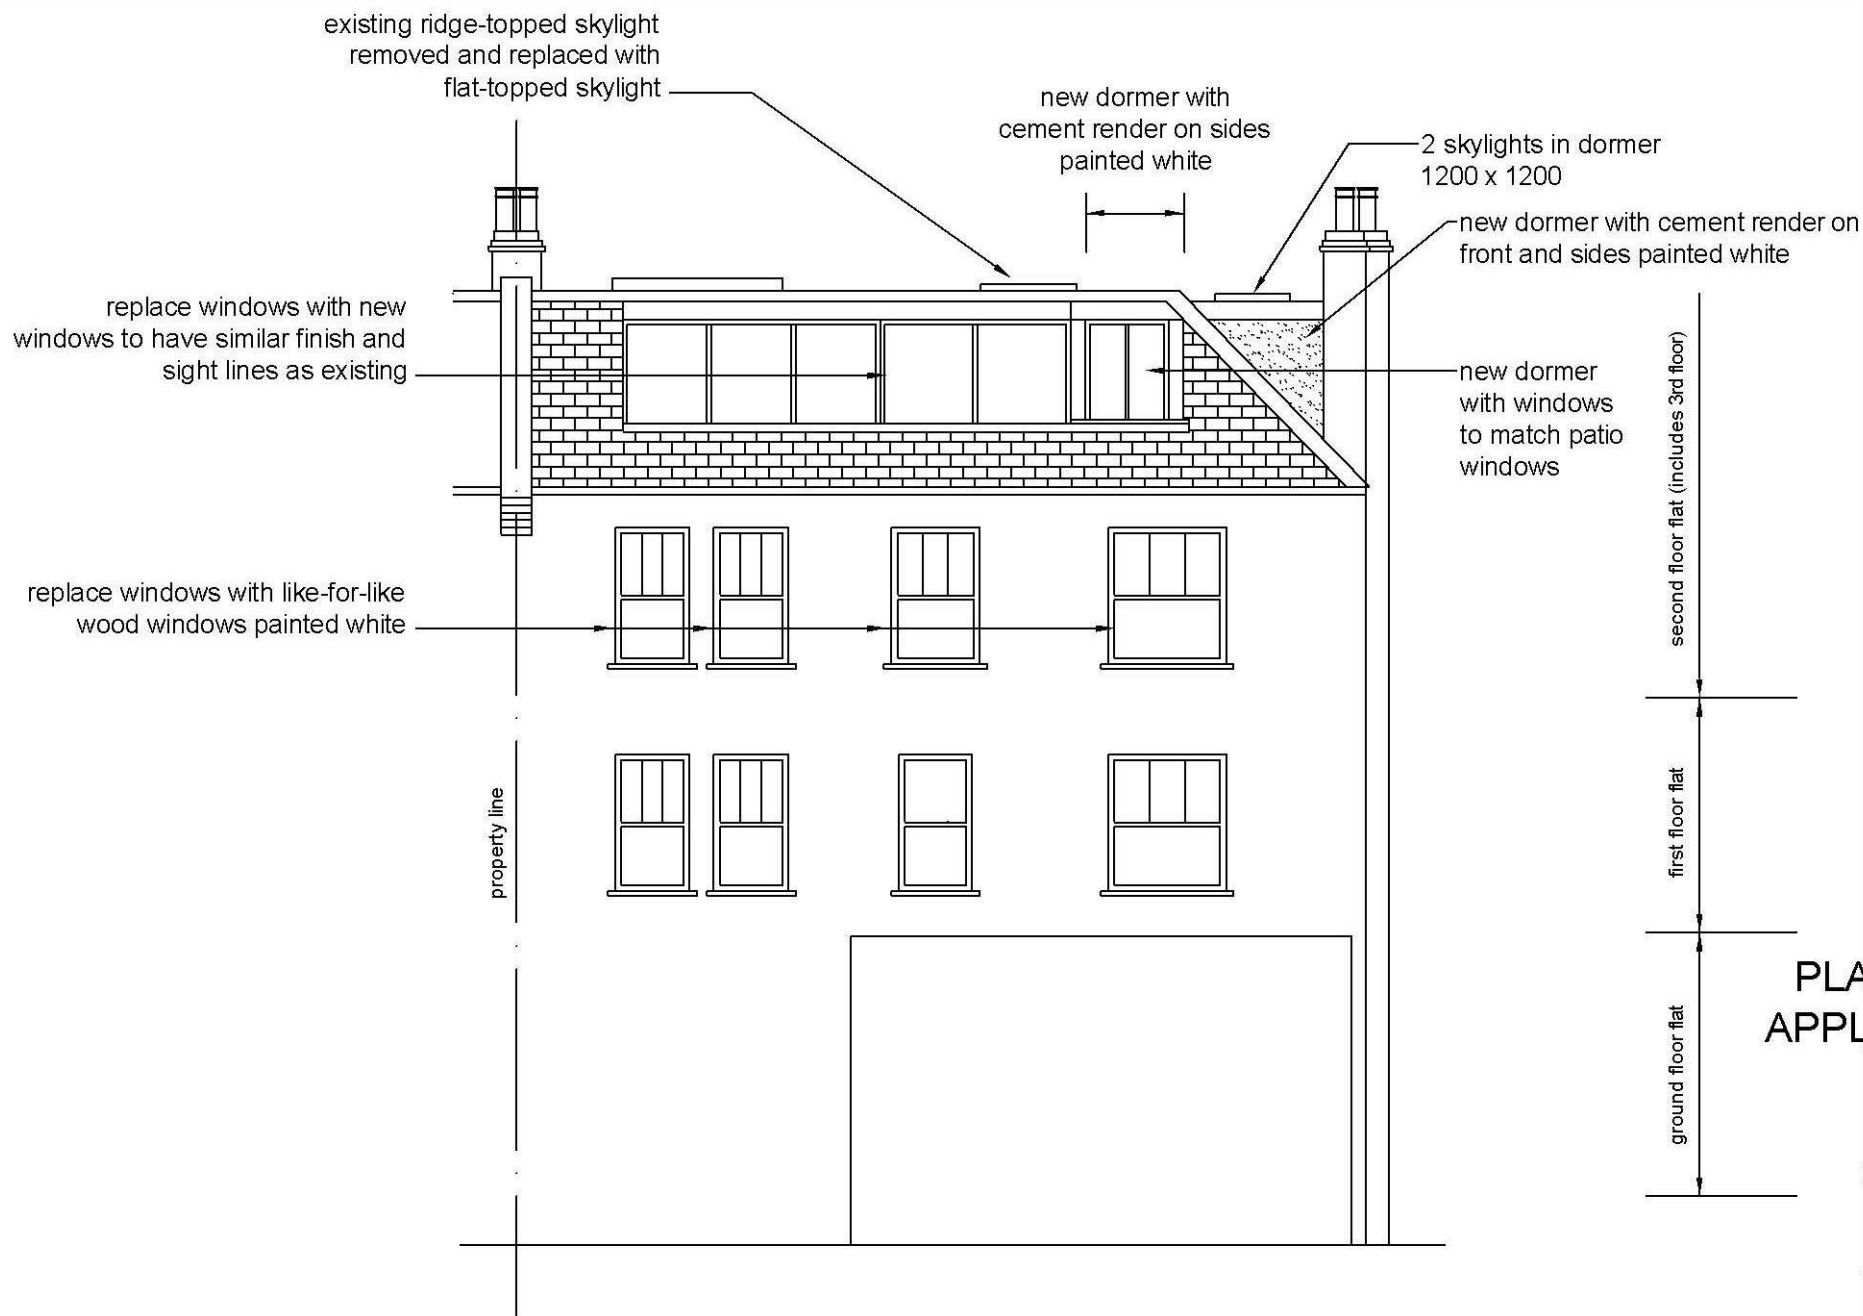 existing ridge-topped skylight
removed and replaced with
flat-topped skylight
new dormer with
cement render on sides
painted white
2 skylights in dormer
1200 x 1200
new dormer with cement render on
front and sides painted white
replace windows with new
windows to have similar finish and
sight lines as existing
new dormer
with windows
to match patio
windows
second floor flat (includes 3rd floor)
replace windows with like-for-like
wood windows painted white
property line
first floor flat
ground floor flat
PLA
APPL